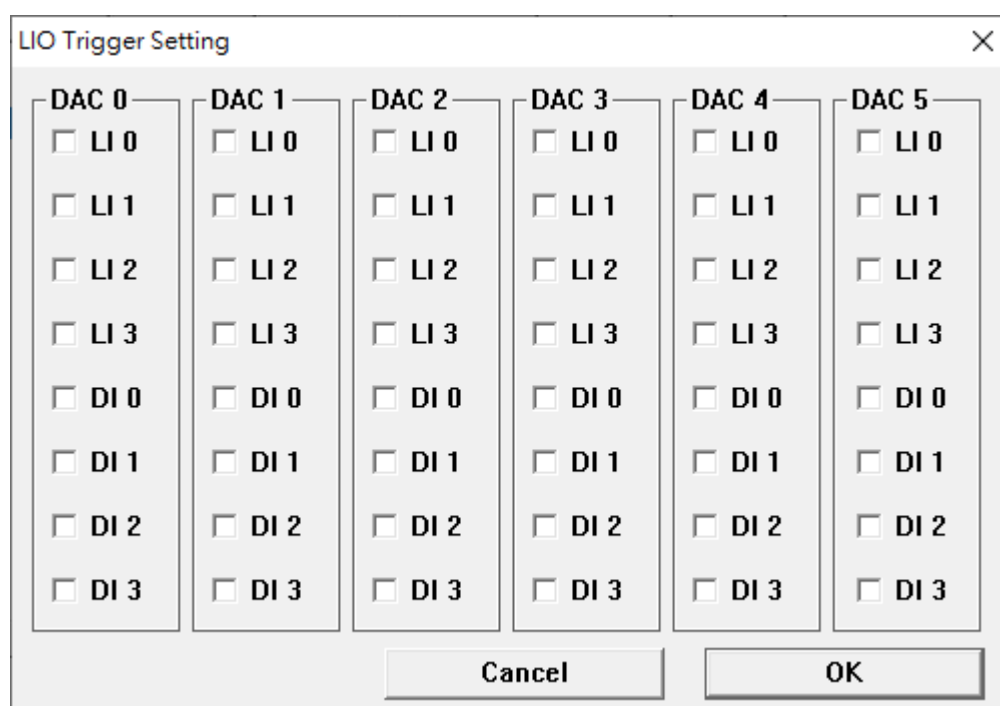 LIO Trigger Setting
DAC 0 DAC 1 DAC 2 DAC 3 DAC 4 DAC 5
LI 0 LI 0 LI 0 LI 0 LI 0 LI 0
LI 1 LI 1 LI 1 LI 1 LI 1 LI 1
LI 2 LI 2 LI 2 LI 2 LI 2 LI 2
LI 3 LI 3 LI 3 LI 3 LI 3 LI 3
DI 0 DI 0 DI 0 DI 0 DI 0 DI 0
DI 1 DI 1 DI 1 DI 1 DI 1 DI 1
DI 2 DI 2 DI 2 DI 2 DI 2 DI 2
DI 3 DI 3 DI 3 DI 3 DI 3 DI 3
Cancel OK